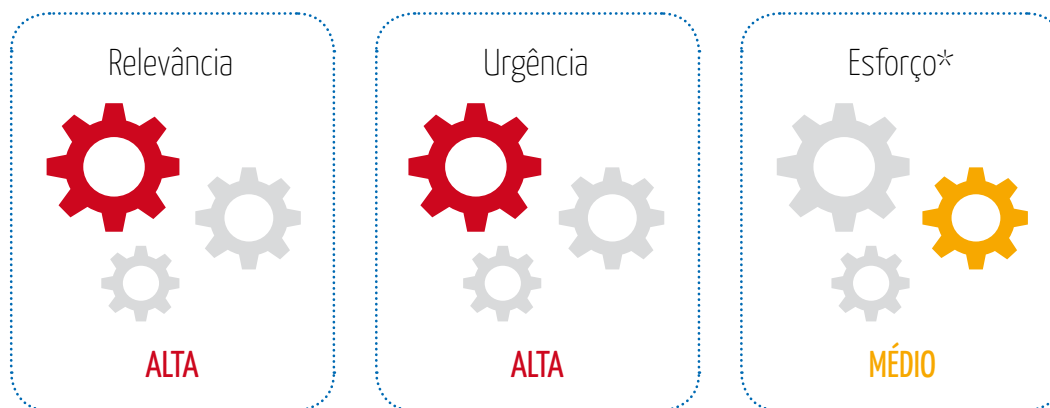 Relevância
Urgência
Esforço*
ALTA
ALTA
MÉDIO